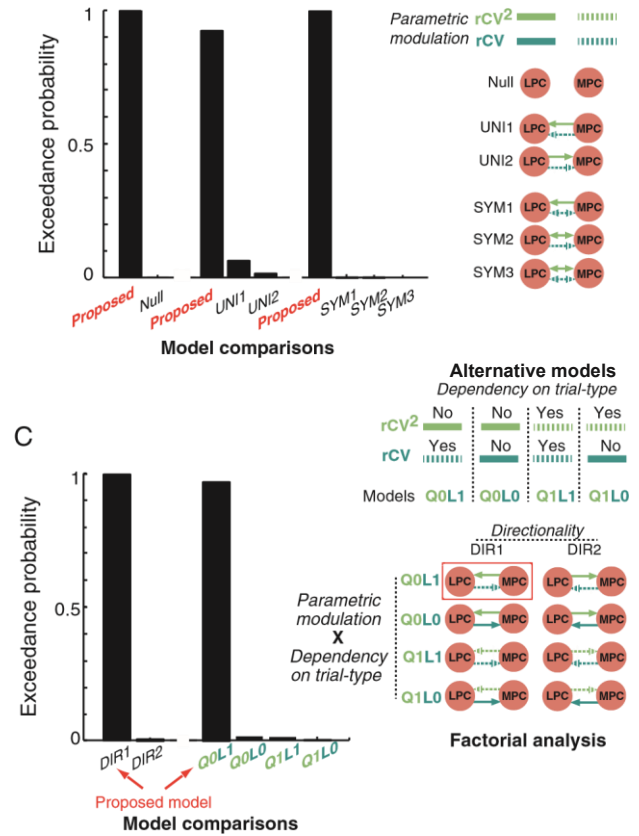 Exceedance probability
1
0.5
0
Proposed
Null
Proposed
UNI1
UNI2
Proposed
SYM1
SYM2
SYM3
Model comparisons
Parametric
modulation
rCV²
rCV
Null LPC MPC
UNI1 LPC MPC
UNI2 LPC MPC
SYM1 LPC MPC
SYM2 LPC MPC
SYM3 LPC MPC
C
Exceedance probability
1
0.5
0
DIR1
DIR2
Q0L1
Q0L0
Q1L1
Q1L0
Proposed model
Model comparisons
Alternative models
Dependency on trial-type
No No Yes Yes
rCV²
Yes No Yes No
rCV
Models Q0L1 Q0L0 Q1L1 Q1L0
Directionality
DIR1 DIR2
Parametric
modulation
X
Dependency
on trial-type
Q0L1 LPC MPC LPC MPC
Q0L0 LPC MPC LPC MPC
Q1L1 LPC MPC LPC MPC
Q1L0 LPC MPC LPC MPC
Factorial analysis